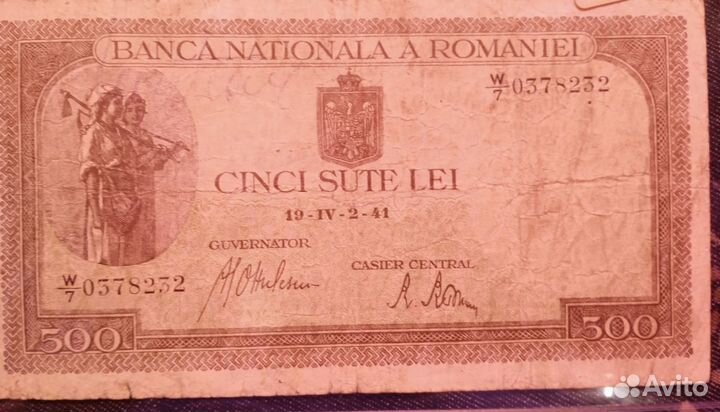 BANCA NATIONALA A ROMANIEI
W/7 0378232
CINCI SUTE LEI
19-IV-2-41
GUVERNATOR
CASIER CENTRAL
W/7 0378232
500
500
Avito